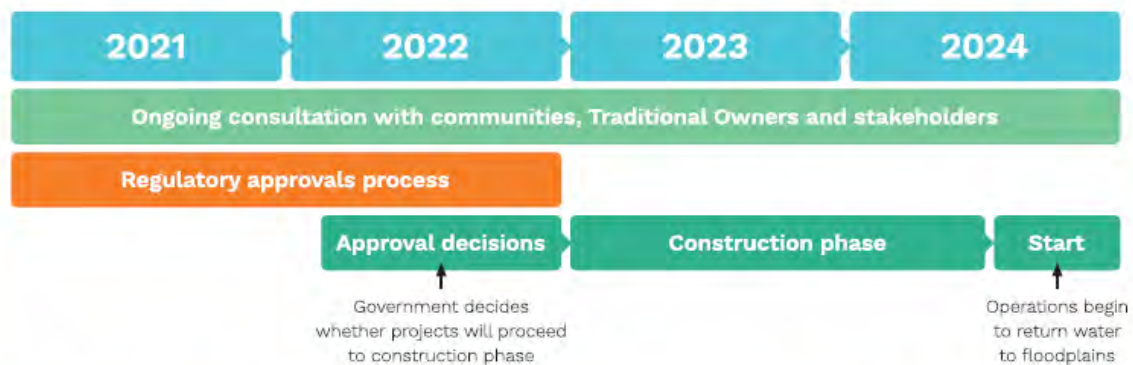 2021
2022
2023
2024
Ongoing consultation with communities, Traditional Owners and stakeholders
Regulatory approvals process
Approval decisions
Construction phase
Start
Government decides
whether projects will proceed
to construction phase
Operations begin
to return water
to floodplains